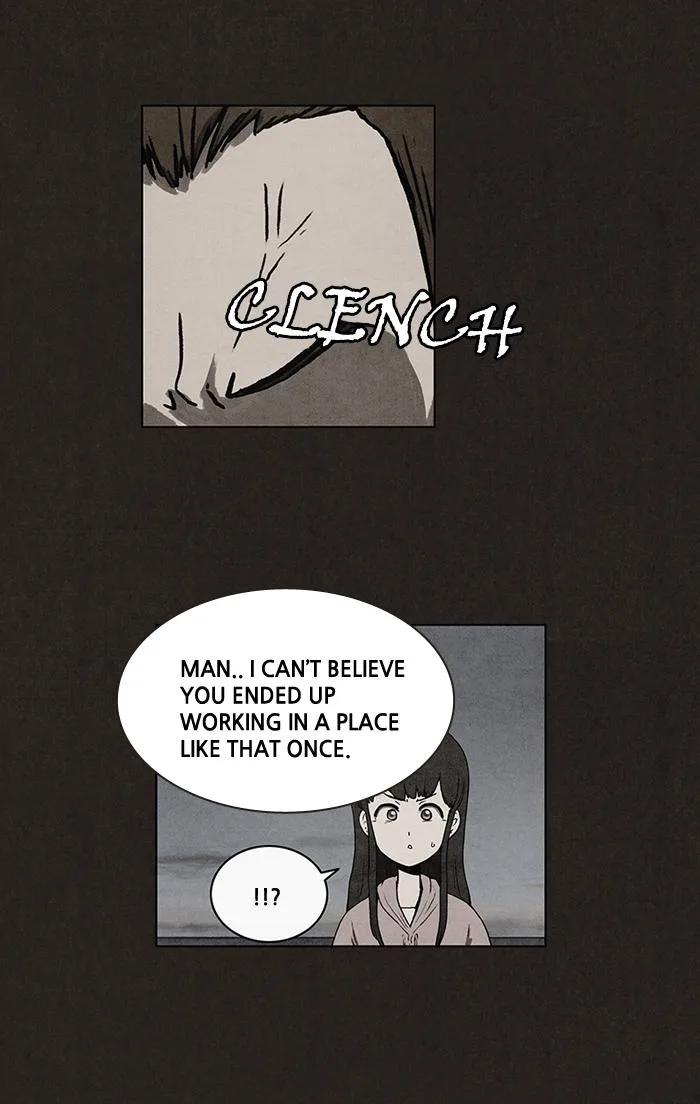 CLENCH
MAN.. I CAN'T BELIEVE
YOU ENDED UP
WORKING IN A PLACE
LIKE THAT ONCE.
!!?